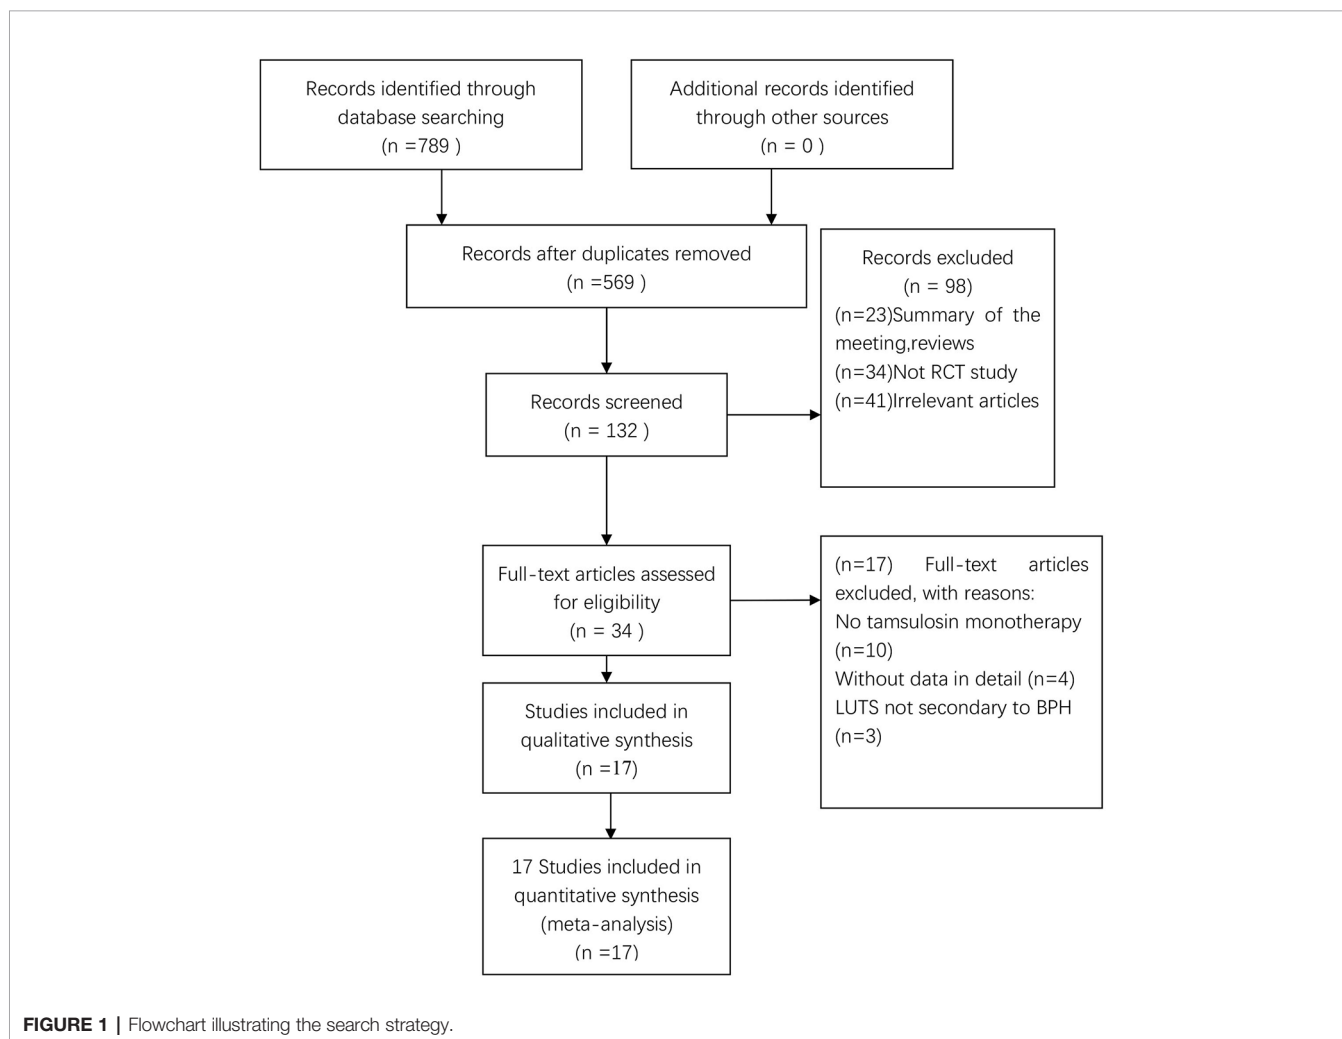 Records identified through
database searching
(n =789 )
Additional records identified
through other sources
(n = 0 )
Records after duplicates removed
(n =569 )
Records excluded
(n = 98)
(n=23)Summary of the
meeting,reviews
(n=34)Not RCT study
(n=41)Irrelevant articles
Records screened
(n = 132 )
Full-text articles assessed
for eligibility
(n = 34 )
(n=17) Full-text articles
excluded, with reasons:
No tamsulosin monotherapy
(n=10)
Without data in detail (n=4)
LUTS not secondary to BPH
(n=3)
Studies included in
qualitative synthesis
(n =17)
17 Studies included in
quantitative synthesis
(meta-analysis)
(n =17)
FIGURE 1 | Flowchart illustrating the search strategy.